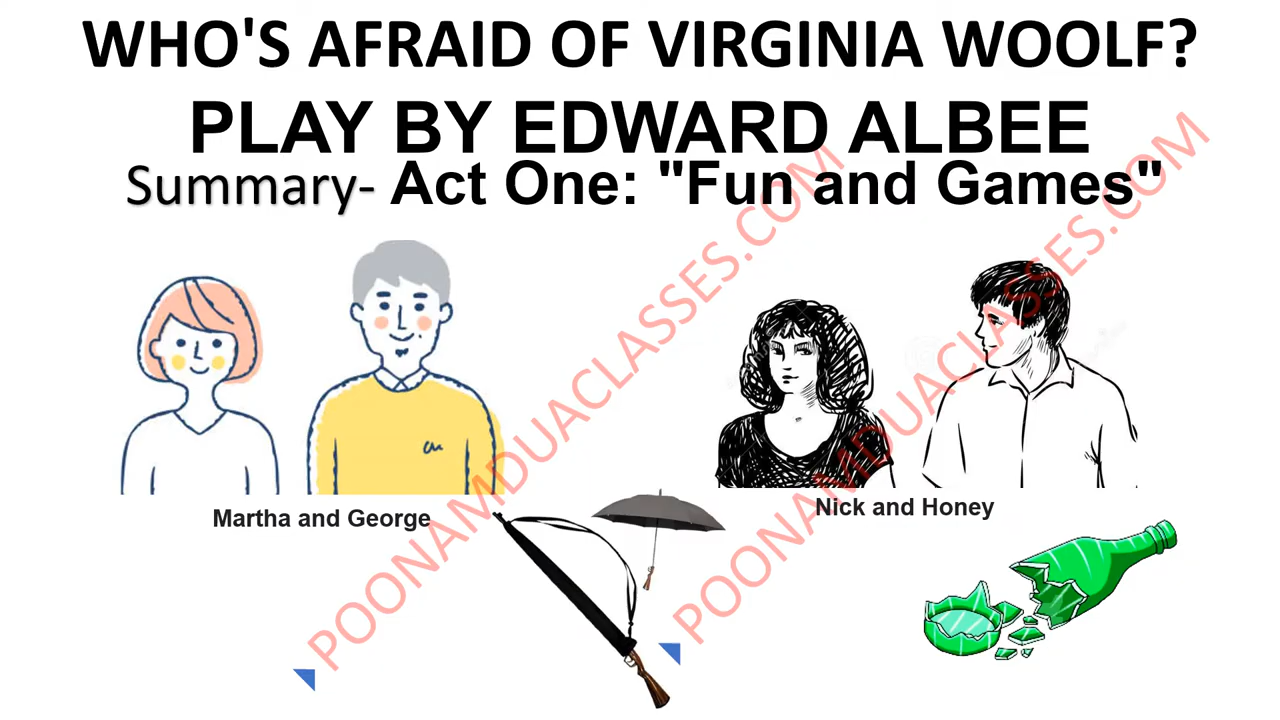 WHO'S AFRAID OF VIRGINIA WOOLF?
PLAY BY EDWARD ALBEE
Summary- Act One: "Fun and Games"
Martha and George
Nick and Honey
POONAMDUACLASSES.COM
POONAMDUACLASSES.COM